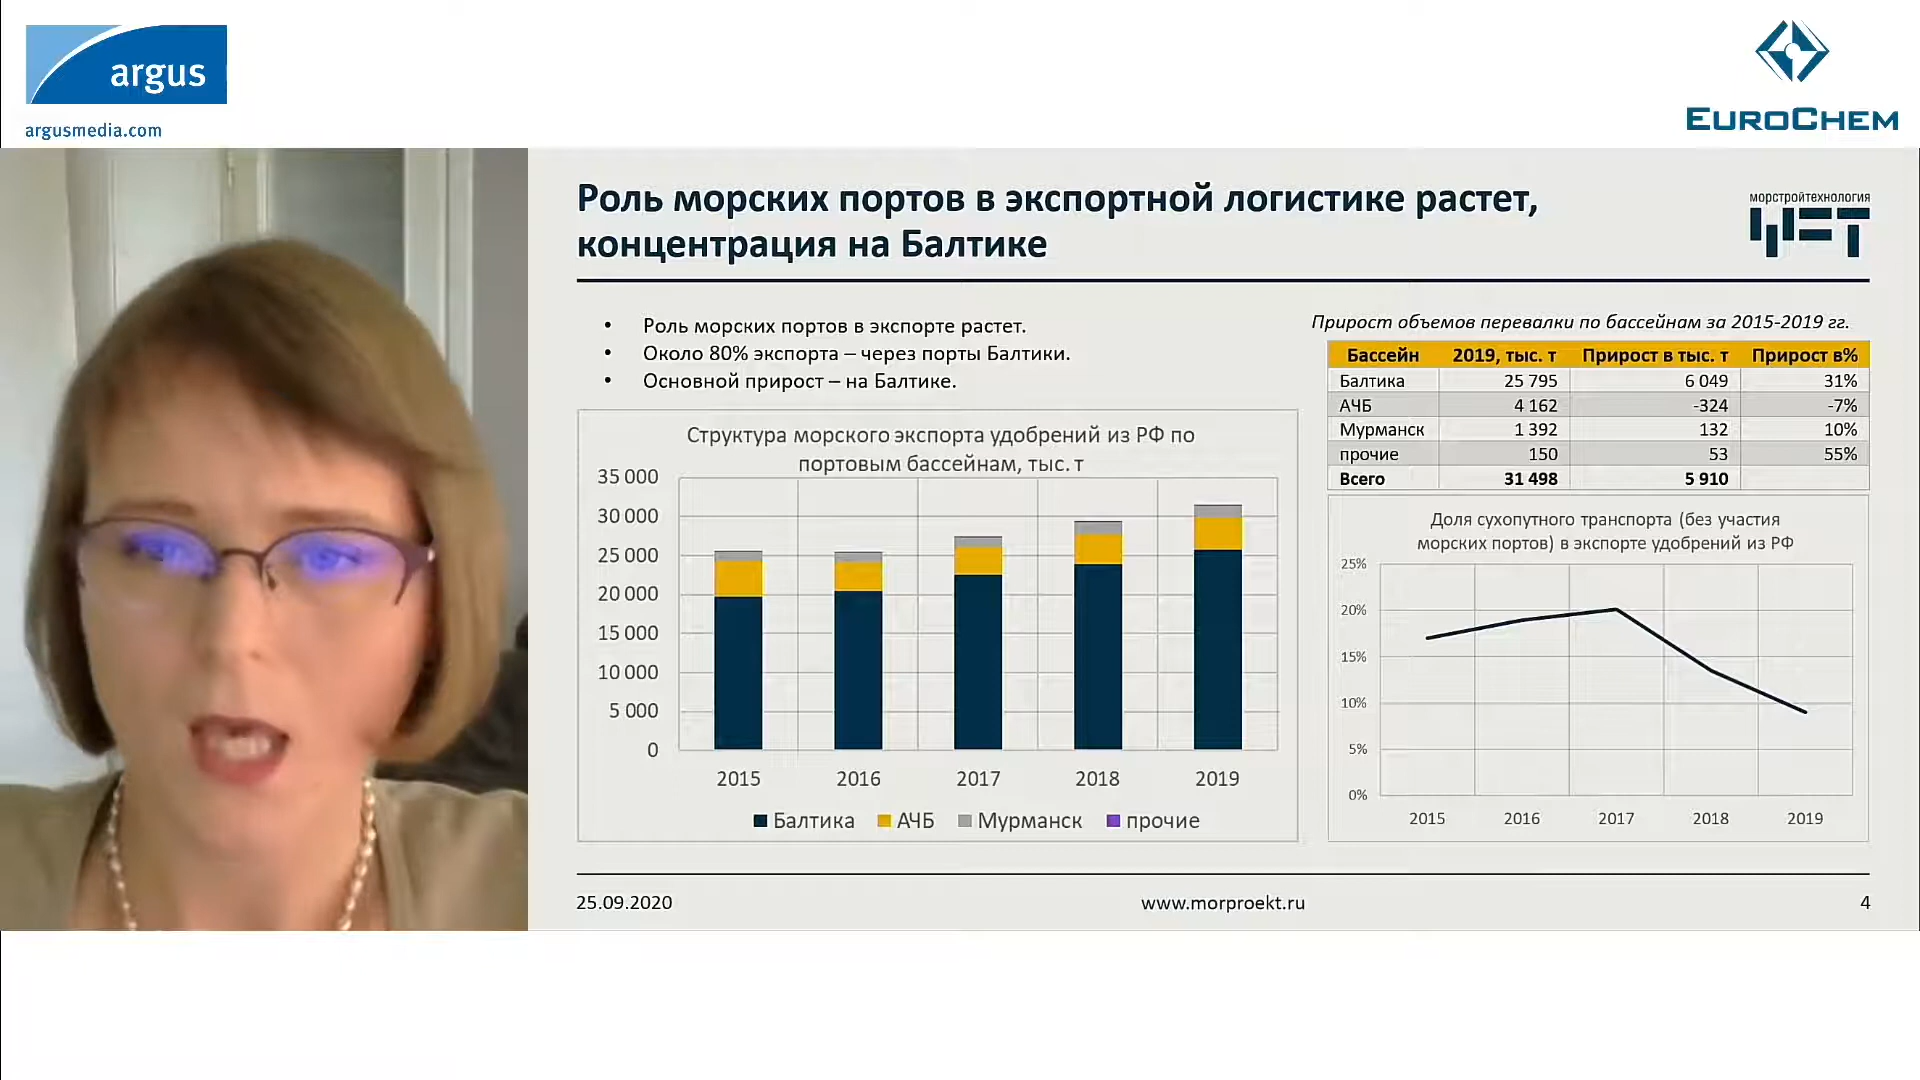 argus
argusmedia.com
EUROCHEM
Роль морских портов в экспортной логистике растет,
концентрация на Балтике
МОРСТРОЙТЕХНОЛОГИЯ
• Роль морских портов в экспорте растет.
• Около 80% экспорта – через порты Балтики.
• Основной прирост – на Балтике.
Структура морского экспорта удобрений из РФ по
портовым бассейнам, тыс. т
35 000
30 000
25 000
20 000
15 000
10 000
5 000
0
2015 2016 2017 2018 2019
Балтика АЧБ Мурманск прочие
Прирост объемов перевалки по бассейнам за 2015-2019 гг.
Бассейн 2019, тыс. т Прирост в тыс. т Прирост в%
Балтика 25 795 6 049 31%
АЧБ 4 162 -324 -7%
Мурманск 1 392 132 10%
прочие 150 53 55%
Всего 31 498 5 910
Доля сухопутного транспорта (без участия
морских портов) в экспорте удобрений из РФ
25%
20%
15%
10%
5%
0%
2015 2016 2017 2018 2019
25.09.2020 www.morproekt.ru 4